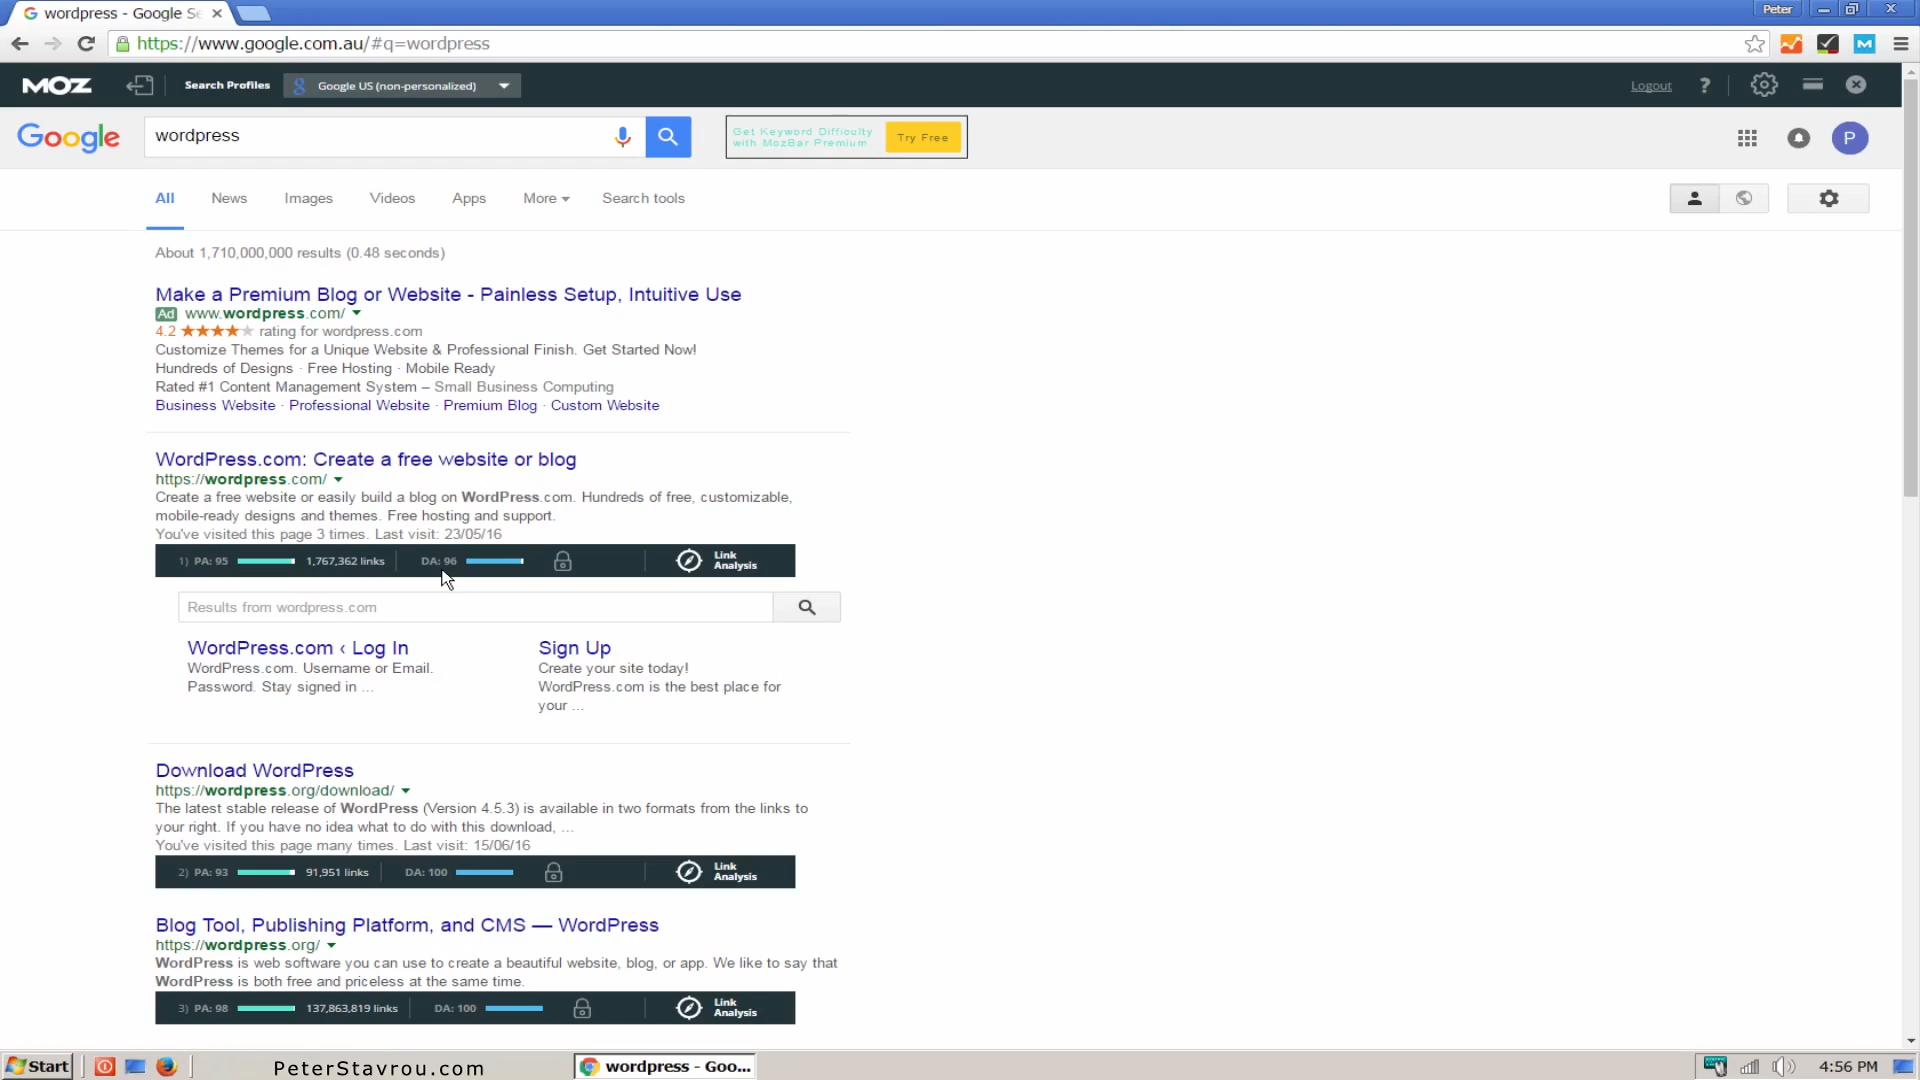 wordpress - Google Se
Peter
https://www.google.com.au/#q=wordpress
MOZ
Search Profiles
Google US (non-personalized)
Logout
?
Google
wordpress
Get Keyword Difficulty
with MozBar Premium
Try Free
P
All
News
Images
Videos
Apps
More
Search tools
About 1,710,000,000 results (0.48 seconds)
Make a Premium Blog or Website - Painless Setup, Intuitive Use
Ad www.wordpress.com/
4.2 ★★★★★ rating for wordpress.com
Customize Themes for a Unique Website & Professional Finish. Get Started Now!
Hundreds of Designs · Free Hosting · Mobile Ready
Rated #1 Content Management System – Small Business Computing
Business Website · Professional Website · Premium Blog · Custom Website
WordPress.com: Create a free website or blog
https://wordpress.com/
Create a free website or easily build a blog on WordPress.com. Hundreds of free, customizable,
mobile-ready designs and themes. Free hosting and support.
You've visited this page 3 times. Last visit: 23/05/16
1) PA: 95 1,767,362 links DA: 96 Link Analysis
Results from wordpress.com
WordPress.com ‹ Log In
WordPress.com. Username or Email.
Password. Stay signed in ...
Sign Up
Create your site today!
WordPress.com is the best place for
your ...
Download WordPress
https://wordpress.org/download/
The latest stable release of WordPress (Version 4.5.3) is available in two formats from the links to
your right. If you have no idea what to do with this download, ...
You've visited this page many times. Last visit: 15/06/16
2) PA: 93 91,951 links DA: 100 Link Analysis
Blog Tool, Publishing Platform, and CMS — WordPress
https://wordpress.org/
WordPress is web software you can use to create a beautiful website, blog, or app. We like to say that
WordPress is both free and priceless at the same time.
3) PA: 98 137,863,819 links DA: 100 Link Analysis
Start
PeterStavrou.com
wordpress - Goo...
4:56 PM